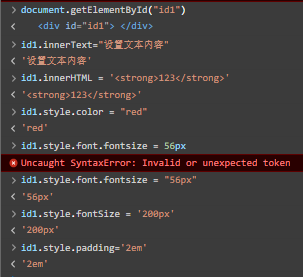 > document.getElementById("id1")
< <div id="id1"> </div>
> id1.innerText="设置文本内容"
< '设置文本内容'
> id1.innerHTML = '<strong>123</strong>'
< '<strong>123</strong>'
> id1.style.color = "red"
< 'red'
> id1.style.font.fontsize = 56px
Uncaught SyntaxError: Invalid or unexpected token
> id1.style.font.fontsize = "56px"
< '56px'
> id1.style.fontSize = '200px'
< '200px'
> id1.style.padding='2em'
< '2em'